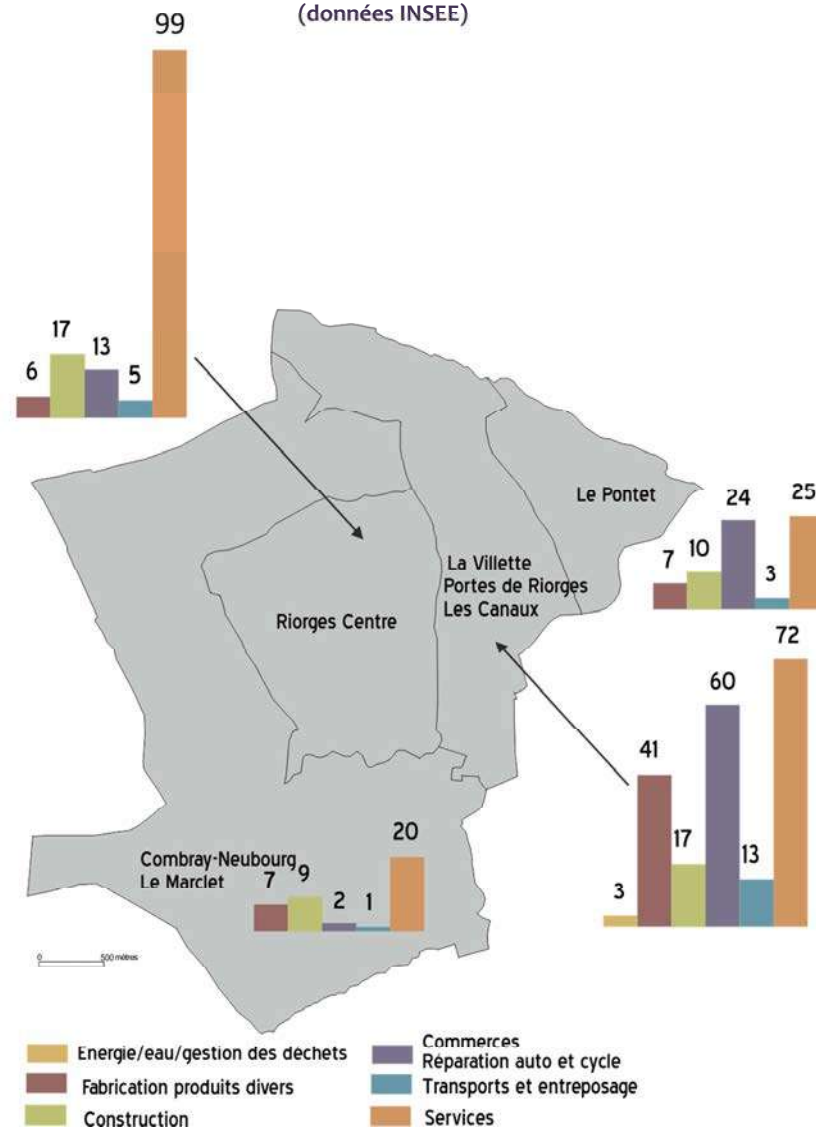 (données INSEE)
99
6
17
13
5
Le Pontet
7
10
24
3
25
La Villette
Portes de Riorges
Les Canaux
Riorges Centre
3
41
17
60
13
72
Combray-Neubourg
Le Marclet
7
9
2
1
20
0 500 mètres
Energie/eau/gestion des déchets
Fabrication produits divers
Construction
Commerces
Réparation auto et cycle
Transports et entreposage
Services